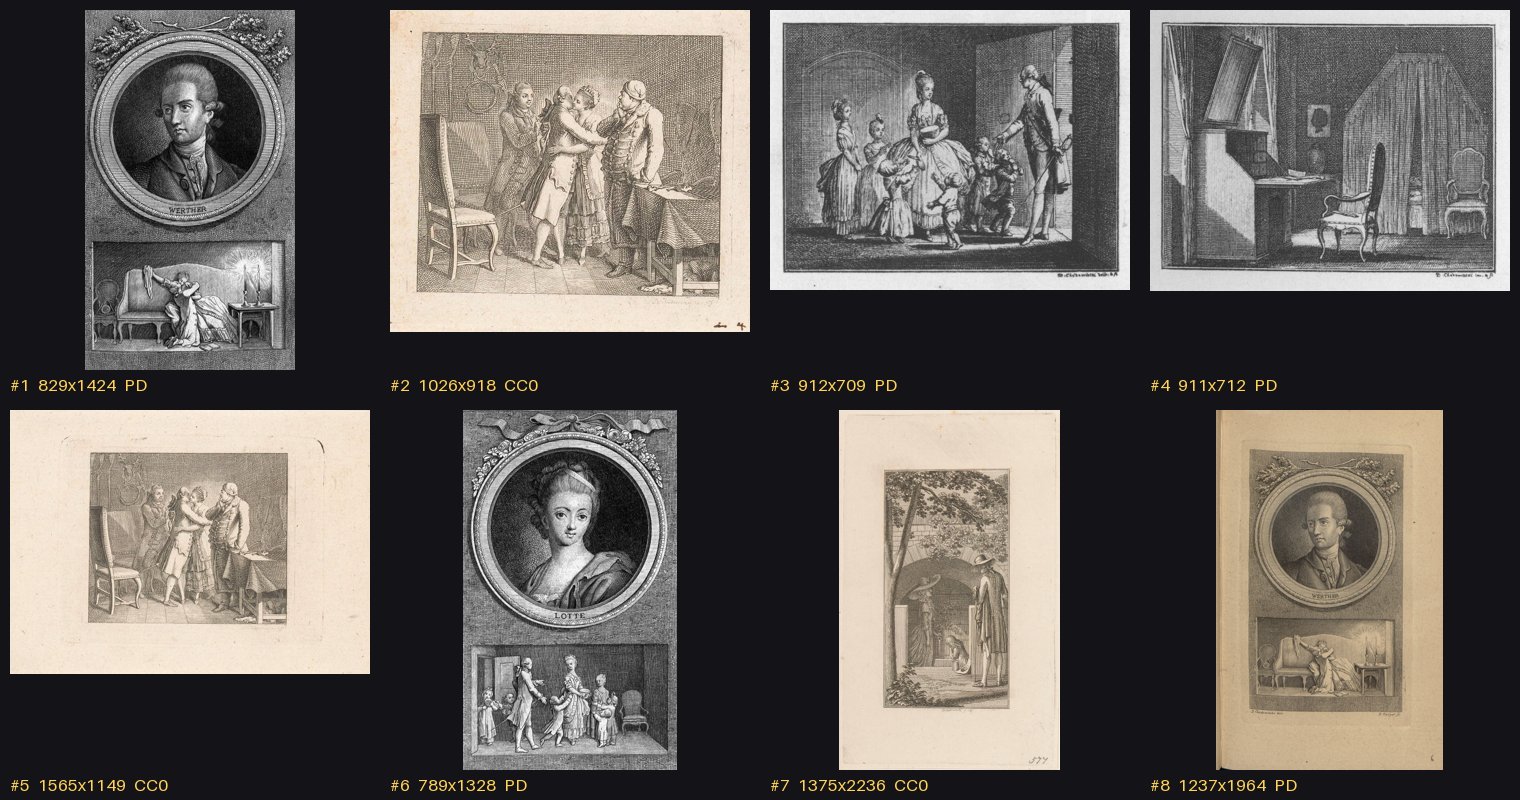 WERTHER
#1 829x1424 PD
#2 1026x918 CC0
#3 912x709 PD
#4 911x712 PD
LOTTE
577
WERTHER
#5 1565x1149 CC0
#6 789x1328 PD
#7 1375x2236 CC0
#8 1237x1964 PD